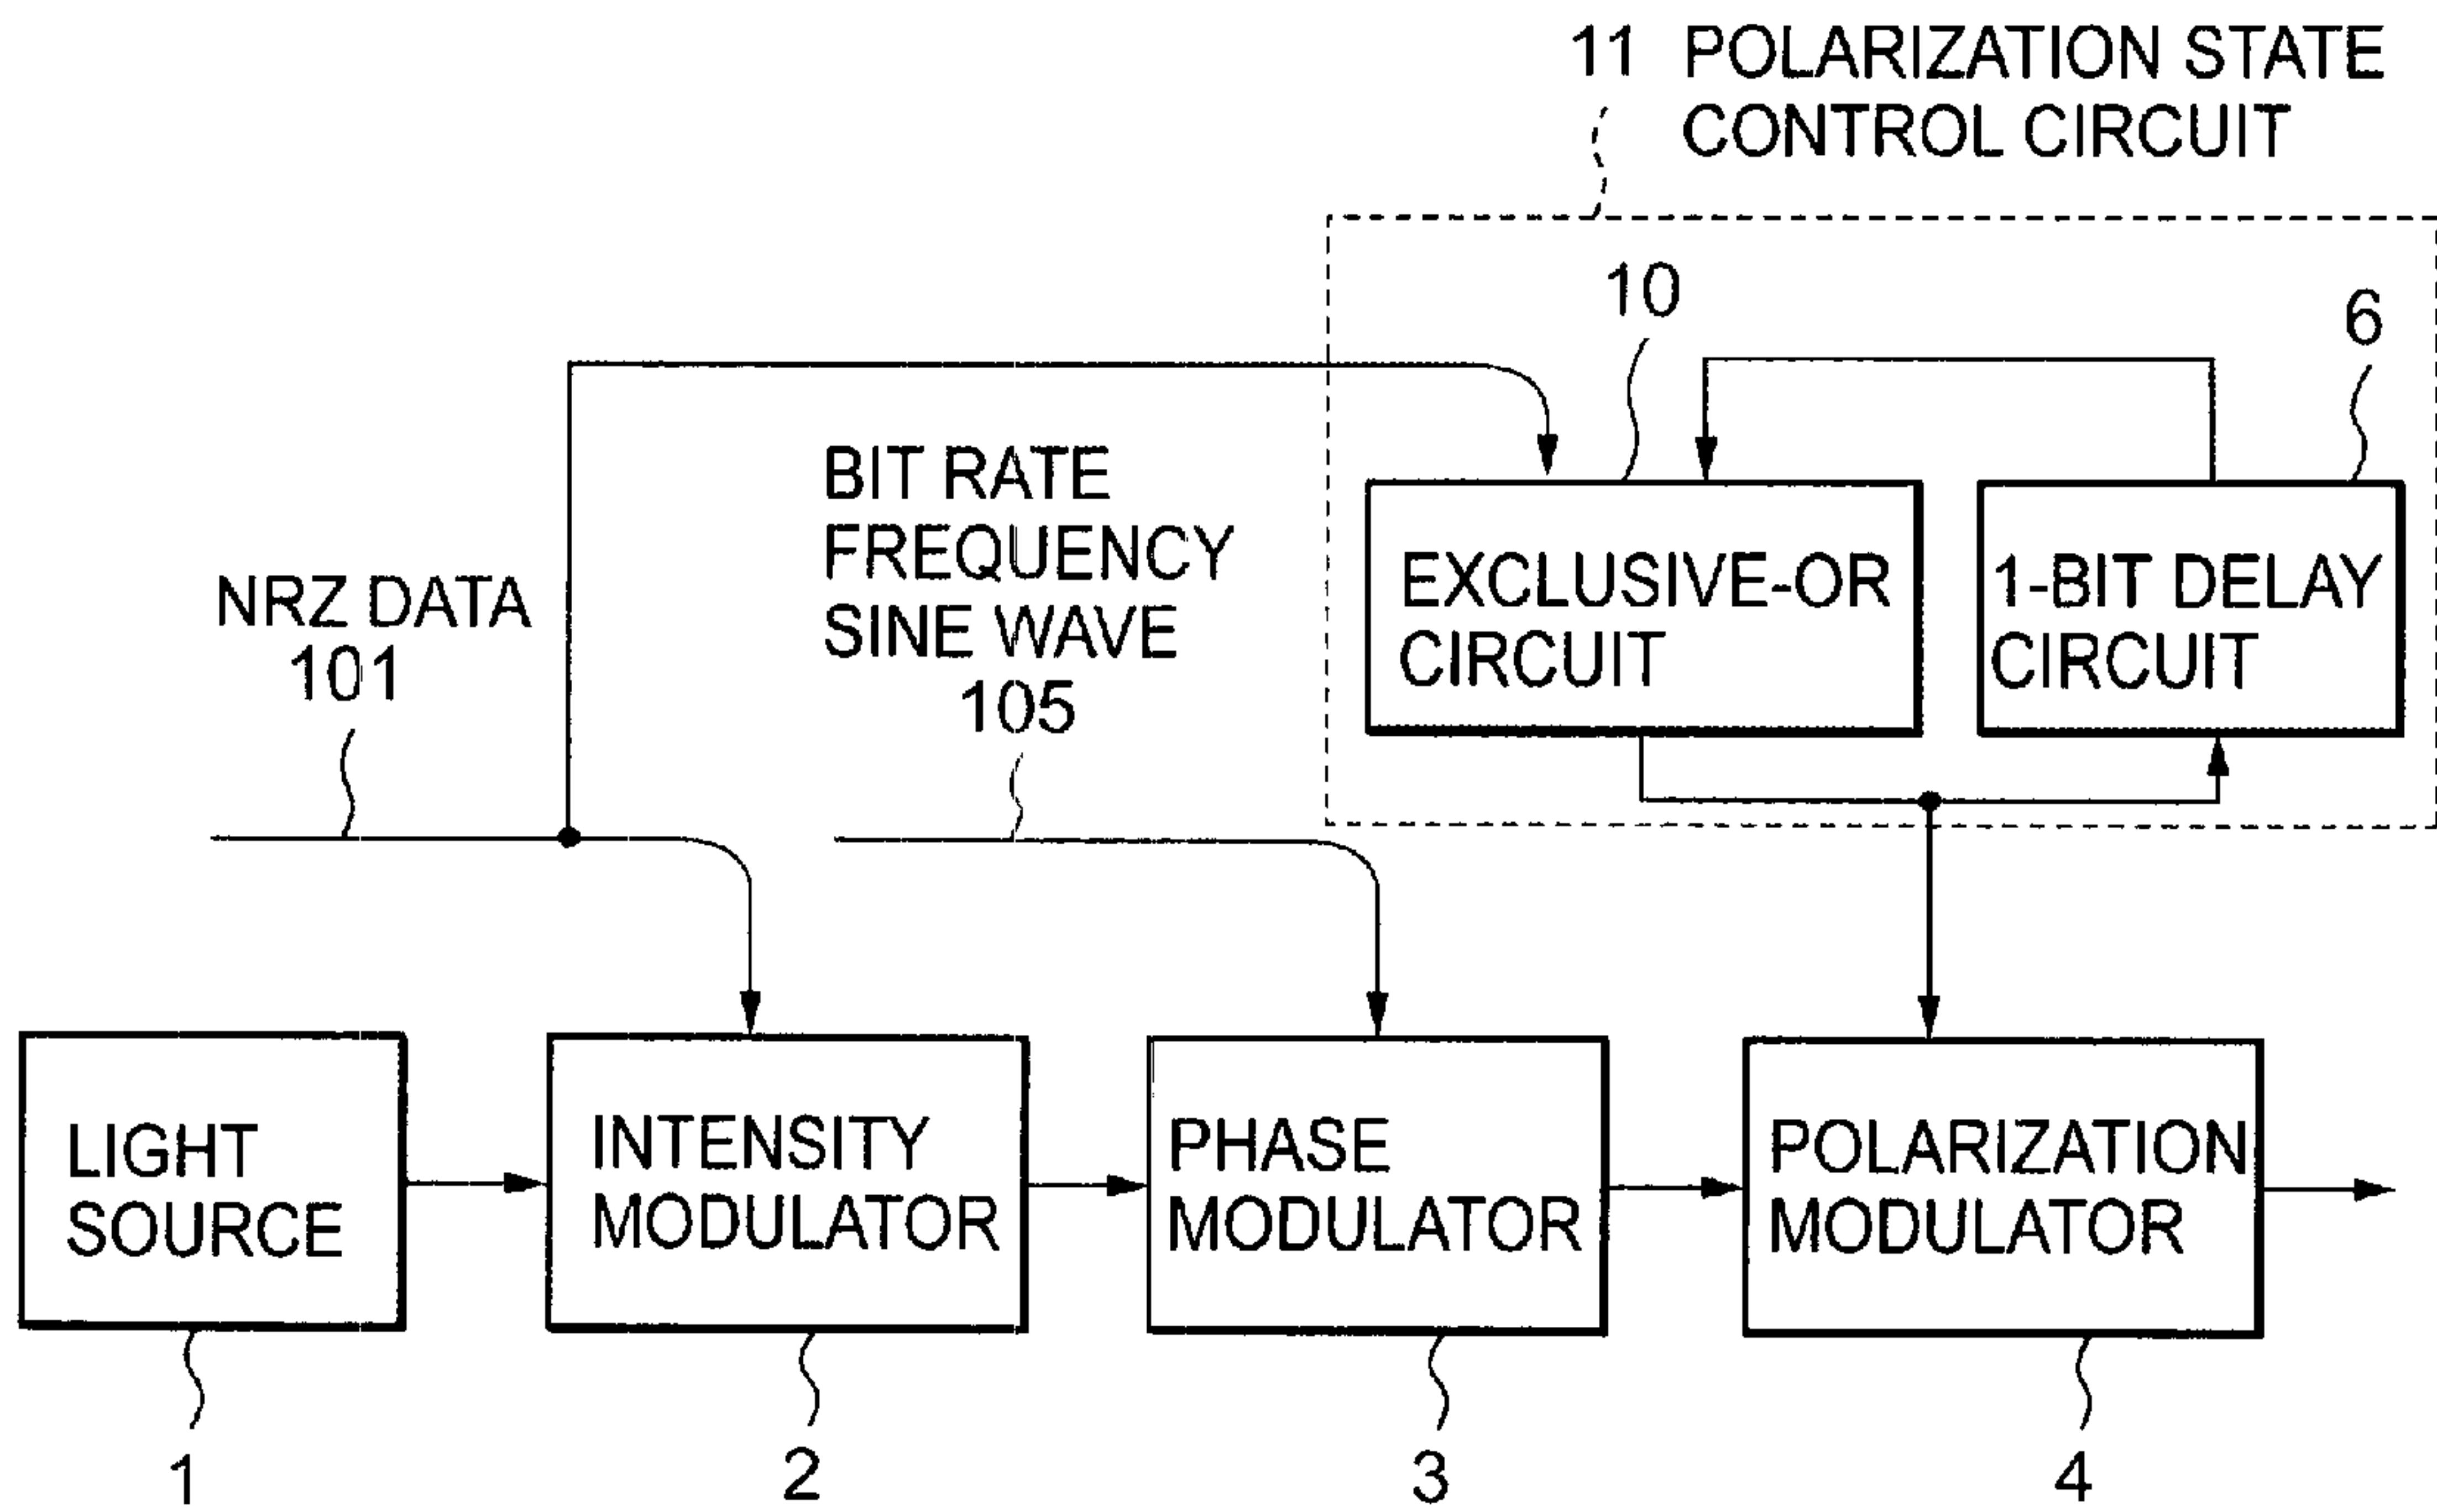 11 POLARIZATION STATE
CONTROL CIRCUIT
10
6
BIT RATE
FREQUENCY
SINE WAVE
105
NRZ DATA
101
EXCLUSIVE-OR
CIRCUIT
1-BIT DELAY
CIRCUIT
LIGHT
SOURCE
INTENSITY
MODULATOR
PHASE
MODULATOR
POLARIZATION
MODULATOR
1
2
3
4